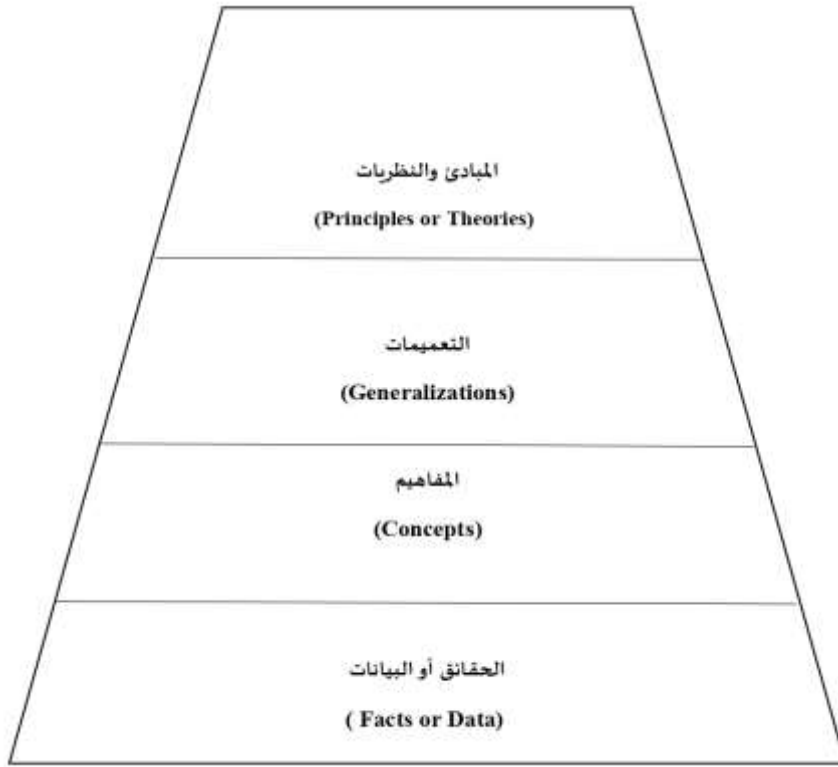 المبادئ والنظريات
(Principles or Theories)
التعميمات
(Generalizations)
المفاهيم
(Concepts)
الحقائق أو البيانات
( Facts or Data)